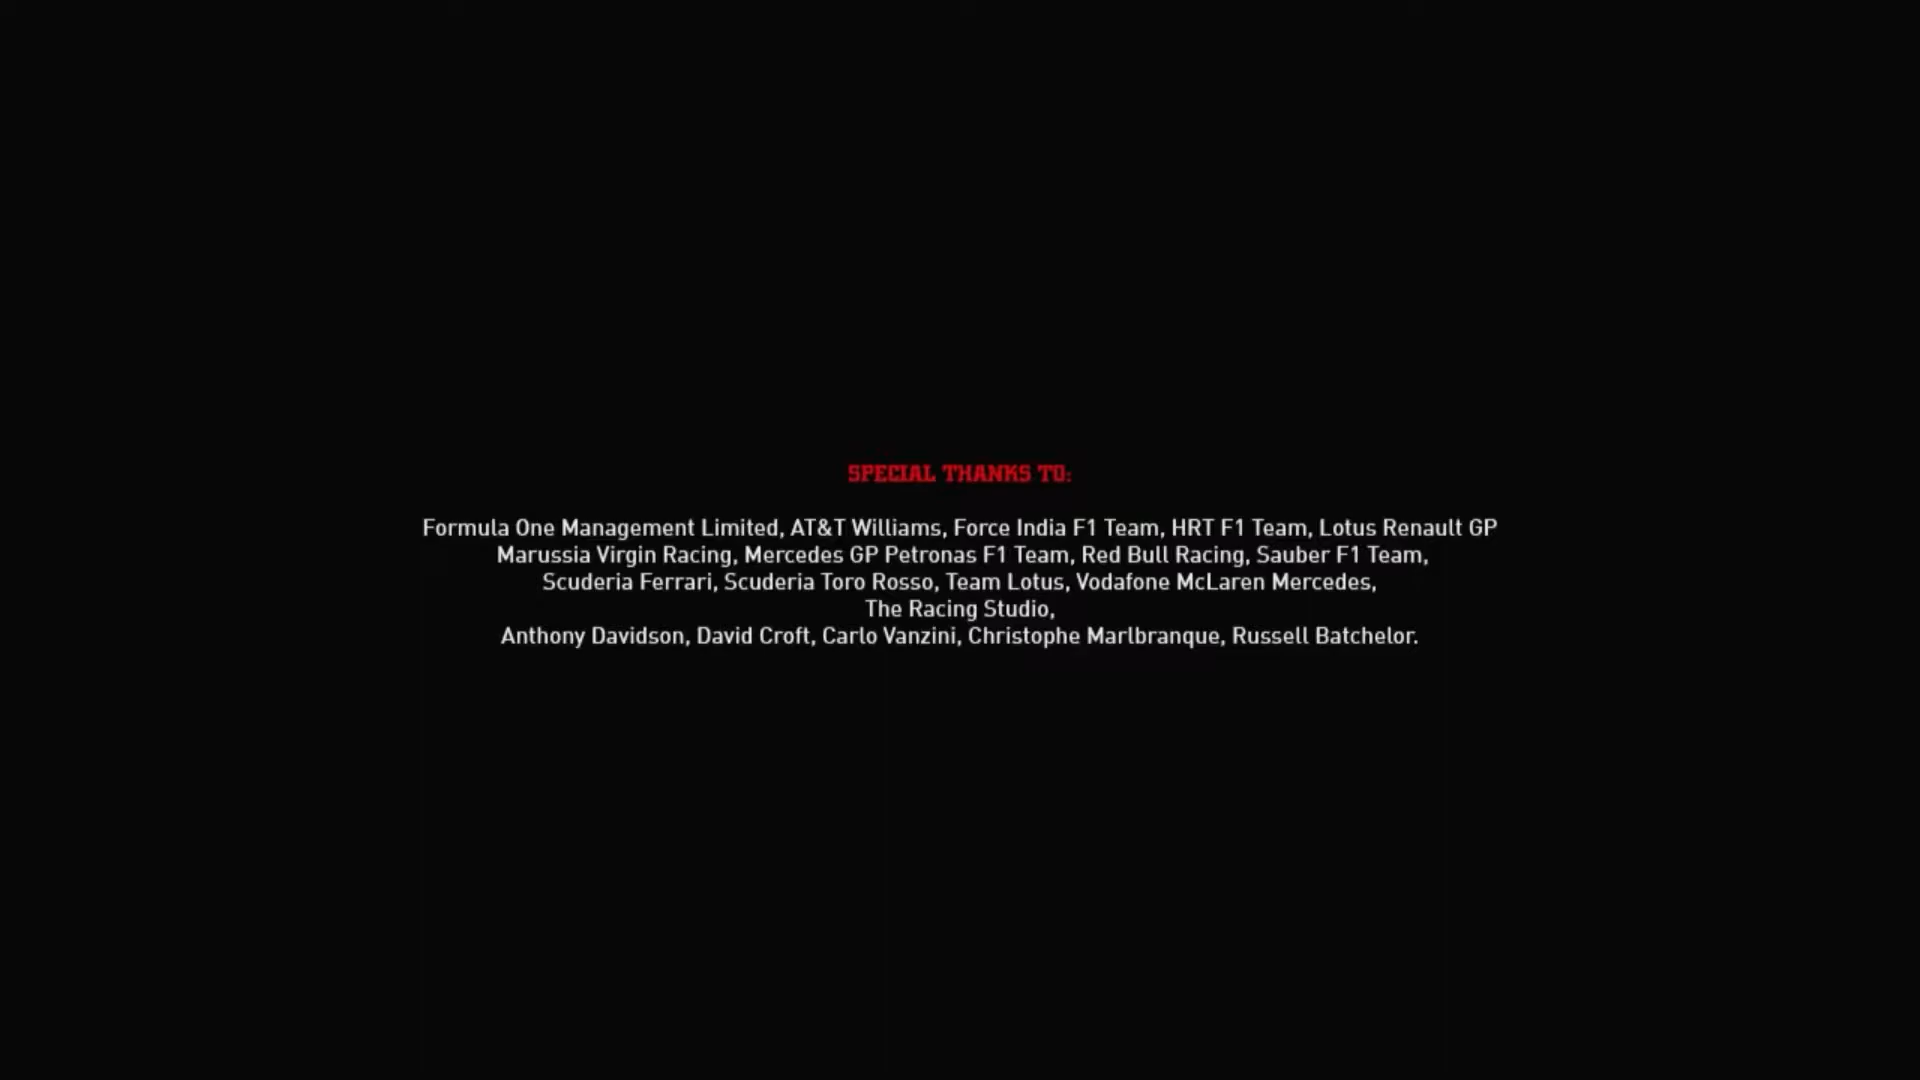 SPECIAL THANKS TO:
Formula One Management Limited, AT&T Williams, Force India F1 Team, HRT F1 Team, Lotus Renault GP
Marussia Virgin Racing, Mercedes GP Petronas F1 Team, Red Bull Racing, Sauber F1 Team,
Scuderia Ferrari, Scuderia Toro Rosso, Team Lotus, Vodafone McLaren Mercedes,
The Racing Studio,
Anthony Davidson, David Croft, Carlo Vanzini, Christophe Marlbranque, Russell Batchelor.